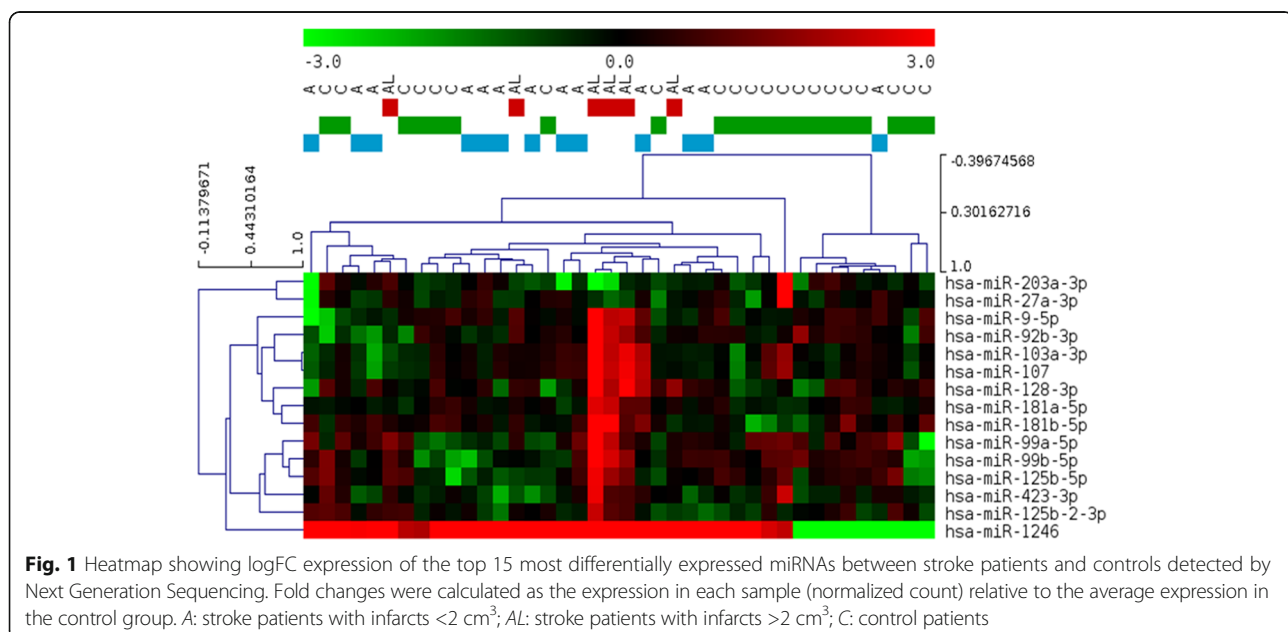 -3.0 0.0 3.0
A C C A A AL C C C C A A A AL A C A A AL AL AL A C AL A A C C C C C C C C C C A C C C
-0.39674568
0.30162716
1.0
-0.11379671
0.44310164
1.0
hsa-miR-203a-3p
hsa-miR-27a-3p
hsa-miR-9-5p
hsa-miR-92b-3p
hsa-miR-103a-3p
hsa-miR-107
hsa-miR-128-3p
hsa-miR-181a-5p
hsa-miR-181b-5p
hsa-miR-99a-5p
hsa-miR-99b-5p
hsa-miR-125b-5p
hsa-miR-423-3p
hsa-miR-125b-2-3p
hsa-miR-1246
Fig. 1 Heatmap showing logFC expression of the top 15 most differentially expressed miRNAs between stroke patients and controls detected by
Next Generation Sequencing. Fold changes were calculated as the expression in each sample (normalized count) relative to the average expression in
the control group. A: stroke patients with infarcts <2 cm³; AL: stroke patients with infarcts >2 cm³; C: control patients